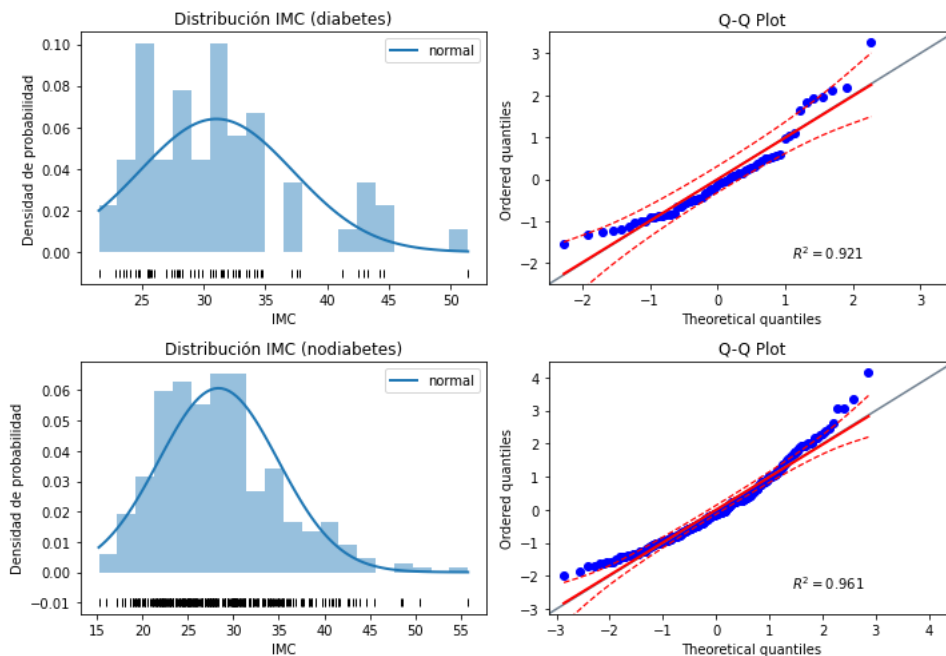 Distribución IMC (diabetes)
0.10
0.08
0.06
0.04
0.02
0.00
Densidad de probabilidad
normal
25 30 35 40 45 50
IMC
Q-Q Plot
3
2
1
0
−1
−2
Ordered quantiles
R² = 0.921
−2 −1 0 1 2 3
Theoretical quantiles
Distribución IMC (nodiabetes)
0.06
0.05
0.04
0.03
0.02
0.01
0.00
−0.01
Densidad de probabilidad
normal
15 20 25 30 35 40 45 50 55
IMC
Q-Q Plot
4
3
2
1
0
−1
−2
−3
Ordered quantiles
R² = 0.961
−3 −2 −1 0 1 2 3 4
Theoretical quantiles